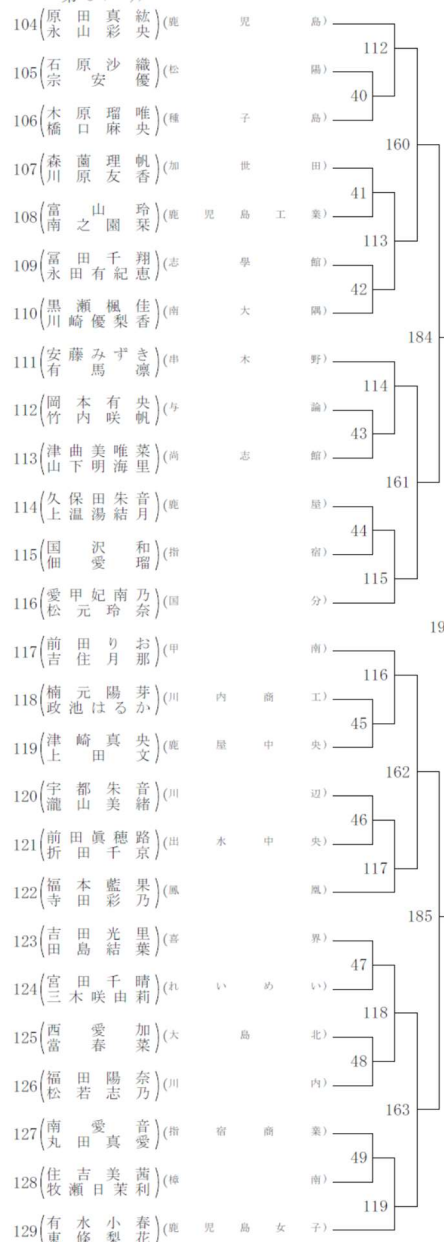 104 原田真紘 永山彩央 (鹿児島)
105 石原沙織 宗安優 (松陽)
106 木原瑠唯 橋口麻央 (種子島)
107 森薗理帆 川原友香 (加世田)
108 富山玲 南之園栞 (鹿児島工業)
109 冨田千翔 永田有紀恵 (志學館)
110 黒瀬楓佳 川崎優梨香 (南大隅)
111 安藤みずき 有馬凛 (串木野)
112 岡本有央 竹内咲帆 (与論)
113 津曲美唯菜 山下明海里 (尚志館)
114 久保田朱音 上温湯結月 (鹿屋)
115 国沢和 佃愛瑠 (指宿)
116 愛甲妃南乃 松元玲奈 (国分)
117 前田りお 吉住月那 (甲南)
118 楠元陽芽 政池はるか (川内商工)
119 津崎真央 上田文 (鹿屋中央)
120 宇都朱音 瀧山美緒 (川辺)
121 前田眞穂路 折田千京 (出水中央)
122 福本藍果 寺田彩乃 (鳳凰)
123 吉田光里 田島結葉 (喜界)
124 宮田千晴 三木咲由莉 (れいめい)
125 西愛加 當春菜 (大島北)
126 福田陽奈 松若志乃 (川内)
127 南愛音 丸田真愛 (指宿商業)
128 住吉美茜 牧瀬日茉利 (樟南)
129 有水小春 東條梨花 (鹿児島女子)
112
40
160
41
113
42
184
114
43
161
44
115
19
116
45
162
46
117
185
47
118
48
163
49
119